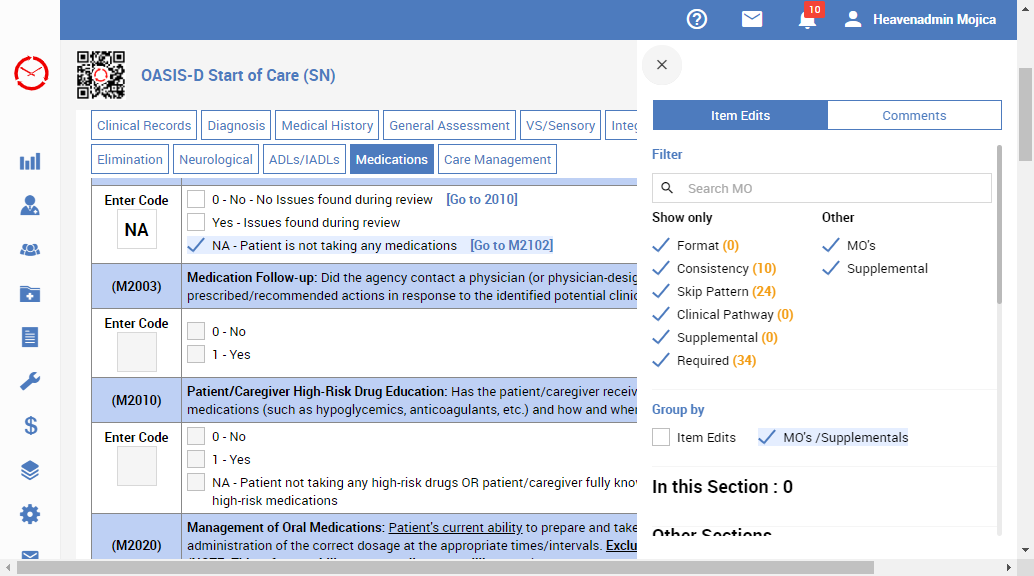 10
Heavenadmin Mojica
OASIS-D Start of Care (SN)
Clinical Records
Diagnosis
Medical History
General Assessment
VS/Sensory
Elimination
Neurological
ADLs/IADLs
Medications
Care Management
Enter Code
NA
0 - No - No Issues found during review [Go to 2010]
Yes - Issues found during review
NA - Patient is not taking any medications [Go to M2102]
(M2003)
Medication Follow-up: Did the agency contact a physician (or physician-desig
prescribed/recommended actions in response to the identified potential clinic
Enter Code
0 - No
1 - Yes
(M2010)
Patient/Caregiver High-Risk Drug Education: Has the patient/caregiver receiv
medications (such as hypoglycemics, anticoagulants, etc.) and how and whe
Enter Code
0 - No
1 - Yes
NA - Patient not taking any high-risk drugs OR patient/caregiver fully know
high-risk medications
(M2020)
Management of Oral Medications: Patient's current ability to prepare and take
administration of the correct dosage at the appropriate times/intervals. Exclu
Item Edits
Comments
Filter
Search MO
Show only
Format (0)
Consistency (10)
Skip Pattern (24)
Clinical Pathway (0)
Supplemental (0)
Required (34)
Other
MO's
Supplemental
Group by
Item Edits
MO's /Supplementals
In this Section : 0
Other Sections